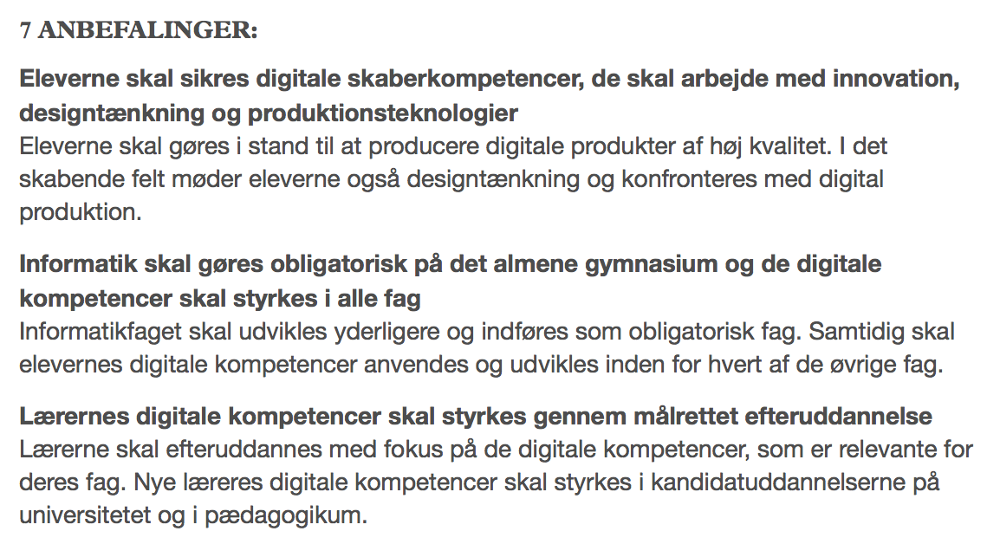 7 ANBEFALINGER:
Eleverne skal sikres digitale skaberkompetencer, de skal arbejde med innovation,
designtænkning og produktionsteknologier
Eleverne skal gøres i stand til at producere digitale produkter af høj kvalitet. I det
skabende felt møder eleverne også designtænkning og konfronteres med digital
produktion.
Informatik skal gøres obligatorisk på det almene gymnasium og de digitale
kompetencer skal styrkes i alle fag
Informatikfaget skal udvikles yderligere og indføres som obligatorisk fag. Samtidig skal
elevernes digitale kompetencer anvendes og udvikles inden for hvert af de øvrige fag.
Lærernes digitale kompetencer skal styrkes gennem målrettet efteruddannelse
Lærerne skal efteruddannes med fokus på de digitale kompetencer, som er relevante for
deres fag. Nye læreres digitale kompetencer skal styrkes i kandidatuddannelserne på
universitetet og i pædagogikum.